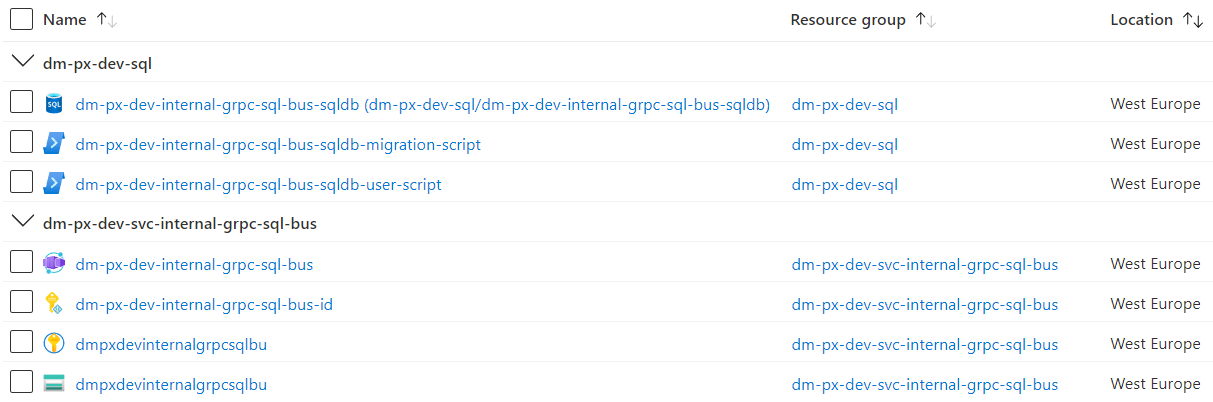 Name ↑↓ Resource group ↑↓ Location ↑↓
dm-px-dev-sql
SQL dm-px-dev-internal-grpc-sql-bus-sqldb (dm-px-dev-sql/dm-px-dev-internal-grpc-sql-bus-sqldb) dm-px-dev-sql West Europe
dm-px-dev-internal-grpc-sql-bus-sqldb-migration-script dm-px-dev-sql West Europe
dm-px-dev-internal-grpc-sql-bus-sqldb-user-script dm-px-dev-sql West Europe
dm-px-dev-svc-internal-grpc-sql-bus
dm-px-dev-internal-grpc-sql-bus dm-px-dev-svc-internal-grpc-sql-bus West Europe
dm-px-dev-internal-grpc-sql-bus-id dm-px-dev-svc-internal-grpc-sql-bus West Europe
dmpxdevinternalgrpcsqlbu dm-px-dev-svc-internal-grpc-sql-bus West Europe
dmpxdevinternalgrpcsqlbu dm-px-dev-svc-internal-grpc-sql-bus West Europe